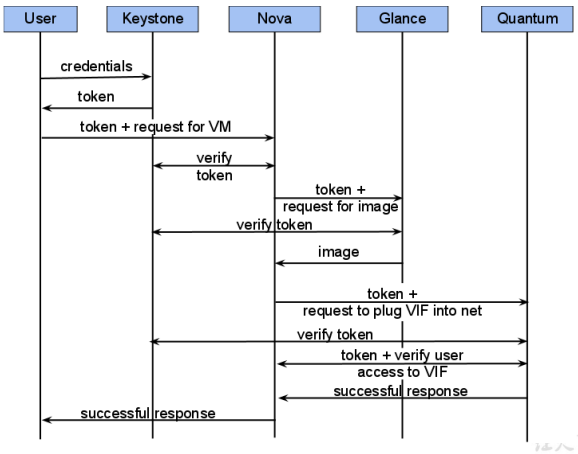 User Keystone Nova Glance Quantum
credentials
token
token + request for VM
verify
token
token +
request for image
verify token
image
token +
request to plug VIF into net
verify token
token + verify user
access to VIF
successful response
successful response